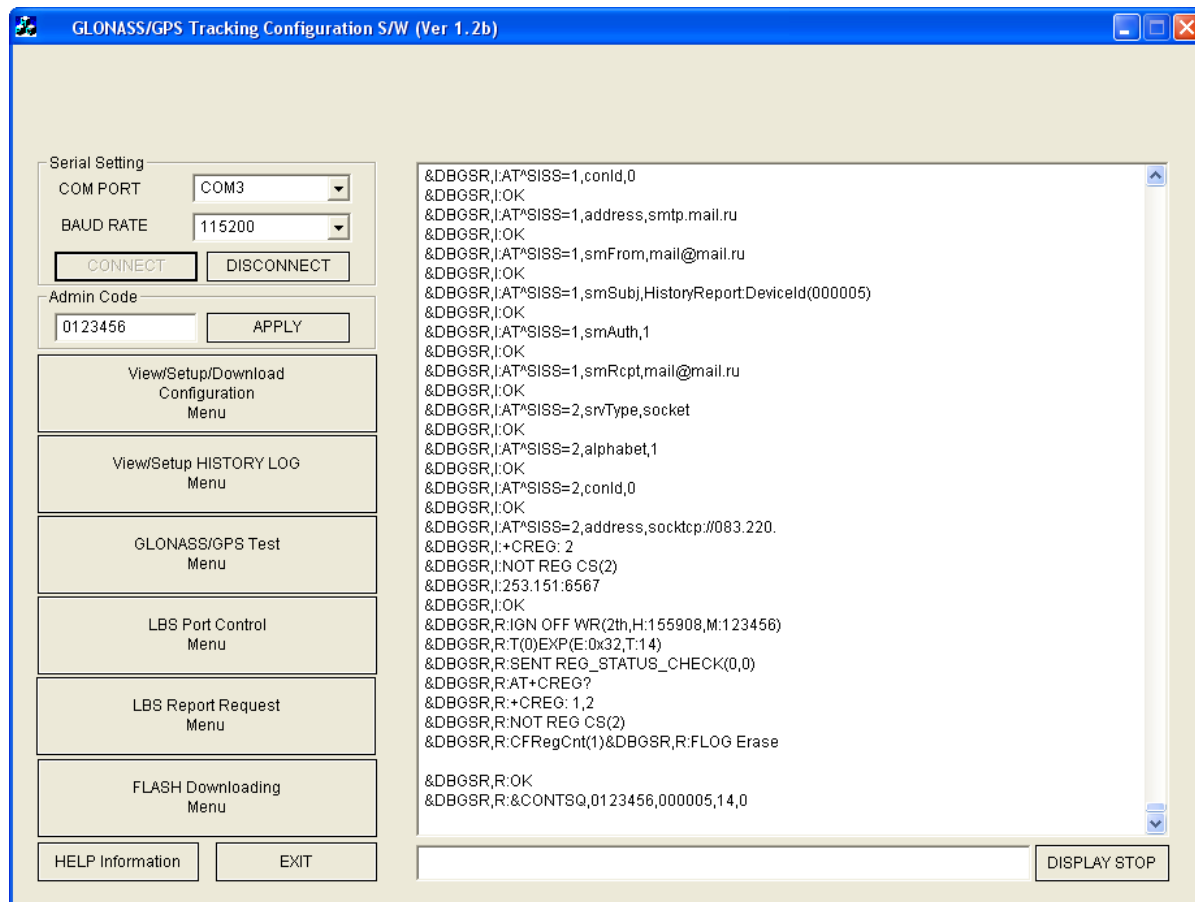 GLONASS/GPS Tracking Configuration S/W (Ver 1.2b)
Serial Setting
COM PORT
COM3
BAUD RATE
115200
CONNECT
DISCONNECT
Admin Code
0123456
APPLY
View/Setup/Download
Configuration
Menu
View/Setup HISTORY LOG
Menu
GLONASS/GPS Test
Menu
LBS Port Control
Menu
LBS Report Request
Menu
FLASH Downloading
Menu
HELP Information
EXIT
&DBGSR,I:AT^SISS=1,conId,0
&DBGSR,I:OK
&DBGSR,I:AT^SISS=1,address,smtp.mail.ru
&DBGSR,I:OK
&DBGSR,I:AT^SISS=1,smFrom,mail@mail.ru
&DBGSR,I:OK
&DBGSR,I:AT^SISS=1,smSubj,HistoryReport:DeviceId(000005)
&DBGSR,I:OK
&DBGSR,I:AT^SISS=1,smAuth,1
&DBGSR,I:OK
&DBGSR,I:AT^SISS=1,smRcpt,mail@mail.ru
&DBGSR,I:OK
&DBGSR,I:AT^SISS=2,srvType,socket
&DBGSR,I:OK
&DBGSR,I:AT^SISS=2,alphabet,1
&DBGSR,I:OK
&DBGSR,I:AT^SISS=2,conId,0
&DBGSR,I:OK
&DBGSR,I:AT^SISS=2,address,socktcp://083.220.
&DBGSR,I:+CREG: 2
&DBGSR,I:NOT REG CS(2)
&DBGSR,I:253.151:6567
&DBGSR,I:OK
&DBGSR,R:IGN OFF WR(2th,H:155908,M:123456)
&DBGSR,R:T(0)EXP(E:0x32,T:14)
&DBGSR,R:SENT REG_STATUS_CHECK(0,0)
&DBGSR,R:AT+CREG?
&DBGSR,R:+CREG: 1,2
&DBGSR,R:NOT REG CS(2)
&DBGSR,R:CFRegCnt(1)&DBGSR,R:FLOG Erase
&DBGSR,R:OK
&DBGSR,R:&CONTSQ,0123456,000005,14,0
DISPLAY STOP